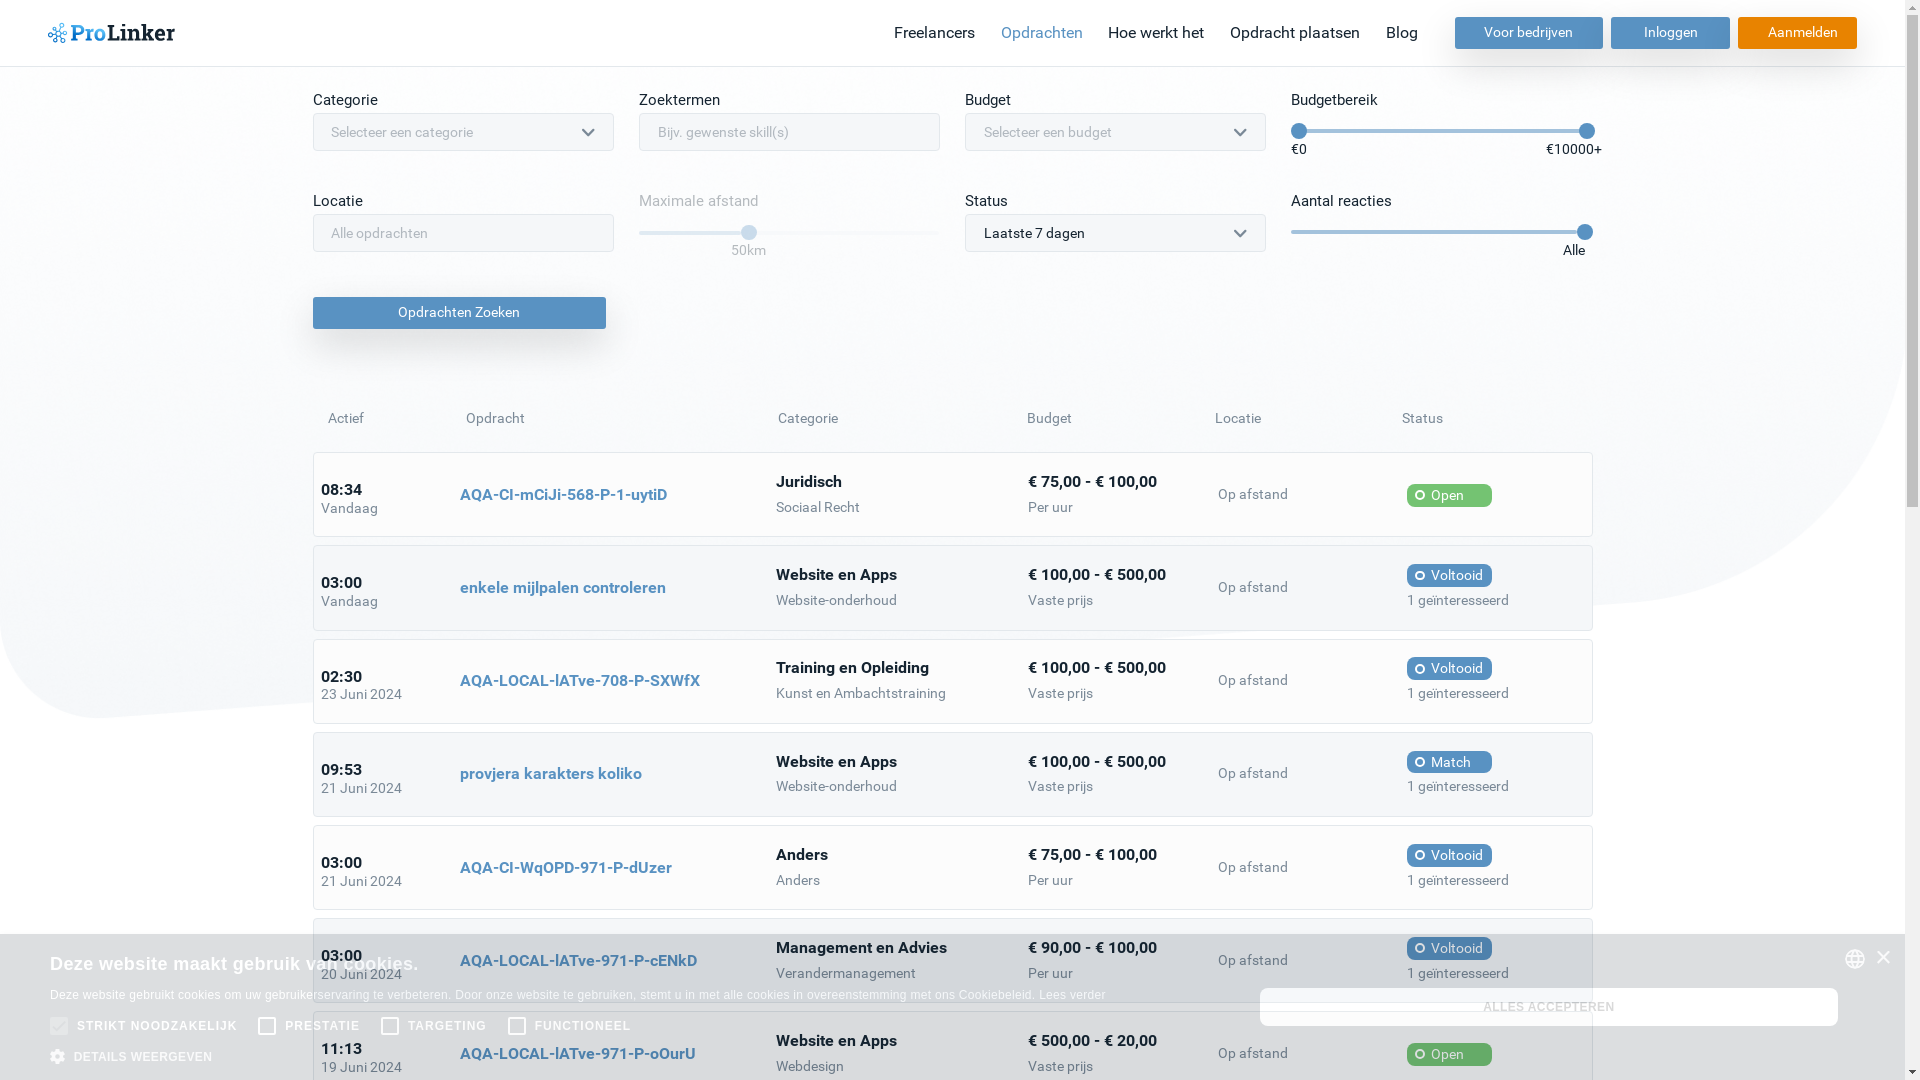 ProLinker
Freelancers Opdrachten Hoe werkt het Opdracht plaatsen Blog Voor bedrijven Inloggen Aanmelden
Categorie Zoektermen Budget Budgetbereik
Selecteer een categorie Bijv. gewenste skill(s) Selecteer een budget
€0 €10000+
Locatie Maximale afstand Status Aantal reacties
Alle opdrachten Laatste 7 dagen
50km Alle
Opdrachten Zoeken
Actief Opdracht Categorie Budget Locatie Status
08:34 AQA-CI-mCiJi-568-P-1-uytiD Juridisch € 75,00 - € 100,00 Op afstand Open
Vandaag Sociaal Recht Per uur
03:00 enkele mijlpalen controleren Website en Apps € 100,00 - € 500,00 Op afstand Voltooid
Vandaag Website-onderhoud Vaste prijs 1 geïnteresseerd
02:30 AQA-LOCAL-lATve-708-P-SXWfX Training en Opleiding € 100,00 - € 500,00 Op afstand Voltooid
23 Juni 2024 Kunst en Ambachtstraining Vaste prijs 1 geïnteresseerd
09:53 provjera karakters koliko Website en Apps € 100,00 - € 500,00 Op afstand Match
21 Juni 2024 Website-onderhoud Vaste prijs 1 geïnteresseerd
03:00 AQA-CI-WqOPD-971-P-dUzer Anders € 75,00 - € 100,00 Op afstand Voltooid
21 Juni 2024 Anders Per uur 1 geïnteresseerd
03:00 AQA-LOCAL-lATve-971-P-cENkD Management en Advies € 90,00 - € 100,00 Op afstand Voltooid
20 Juni 2024 Verandermanagement Per uur 1 geïnteresseerd
11:13 AQA-LOCAL-lATve-971-P-oOurU Website en Apps € 500,00 - € 20,00 Op afstand Open
19 Juni 2024 Webdesign Vaste prijs
Deze website maakt gebruik van cookies.
Deze website gebruikt cookies om uw gebruikerservaring te verbeteren. Door onze website te gebruiken, stemt u in met alle cookies in overeenstemming met ons Cookiebeleid. Lees verder
STRIKT NOODZAKELIJK PRESTATIE TARGETING FUNCTIONEEL
DETAILS WEERGEVEN
ALLES ACCEPTEREN
×